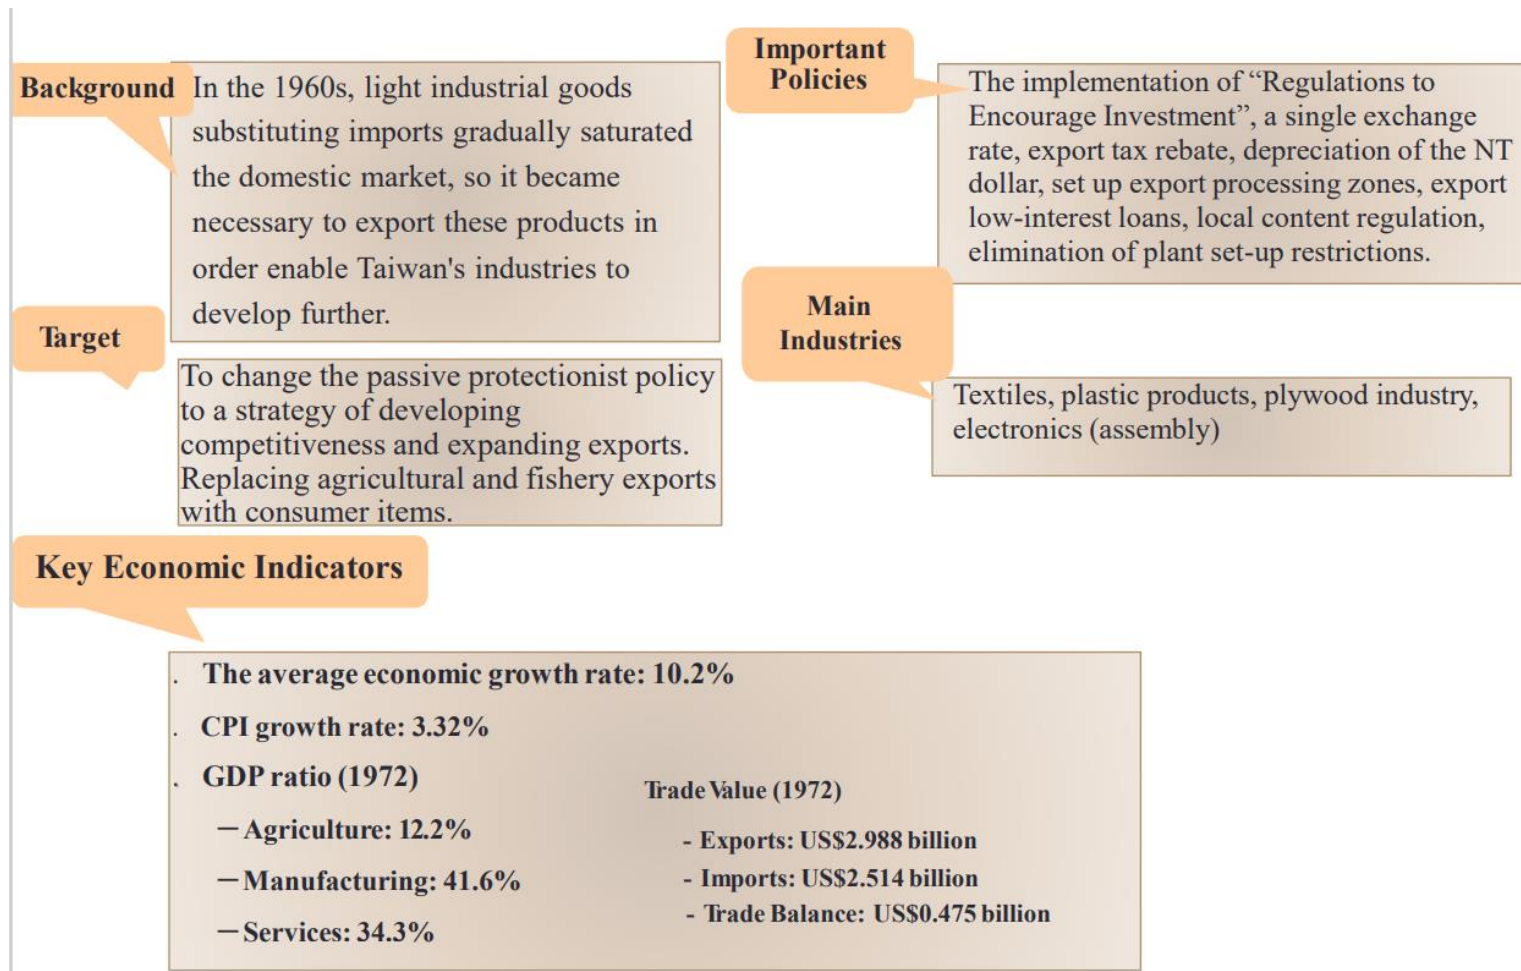 Background
In the 1960s, light industrial goods
substituting imports gradually saturated
the domestic market, so it became
necessary to export these products in
order enable Taiwan's industries to
develop further.
Target
To change the passive protectionist policy
to a strategy of developing
competitiveness and expanding exports.
Replacing agricultural and fishery exports
with consumer items.
Important
Policies
The implementation of “Regulations to
Encourage Investment”, a single exchange
rate, export tax rebate, depreciation of the NT
dollar, set up export processing zones, export
low-interest loans, local content regulation,
elimination of plant set-up restrictions.
Main
Industries
Textiles, plastic products, plywood industry,
electronics (assembly)
Key Economic Indicators
. The average economic growth rate: 10.2%
. CPI growth rate: 3.32%
. GDP ratio (1972)
– Agriculture: 12.2%
– Manufacturing: 41.6%
– Services: 34.3%
Trade Value (1972)
- Exports: US$2.988 billion
- Imports: US$2.514 billion
- Trade Balance: US$0.475 billion